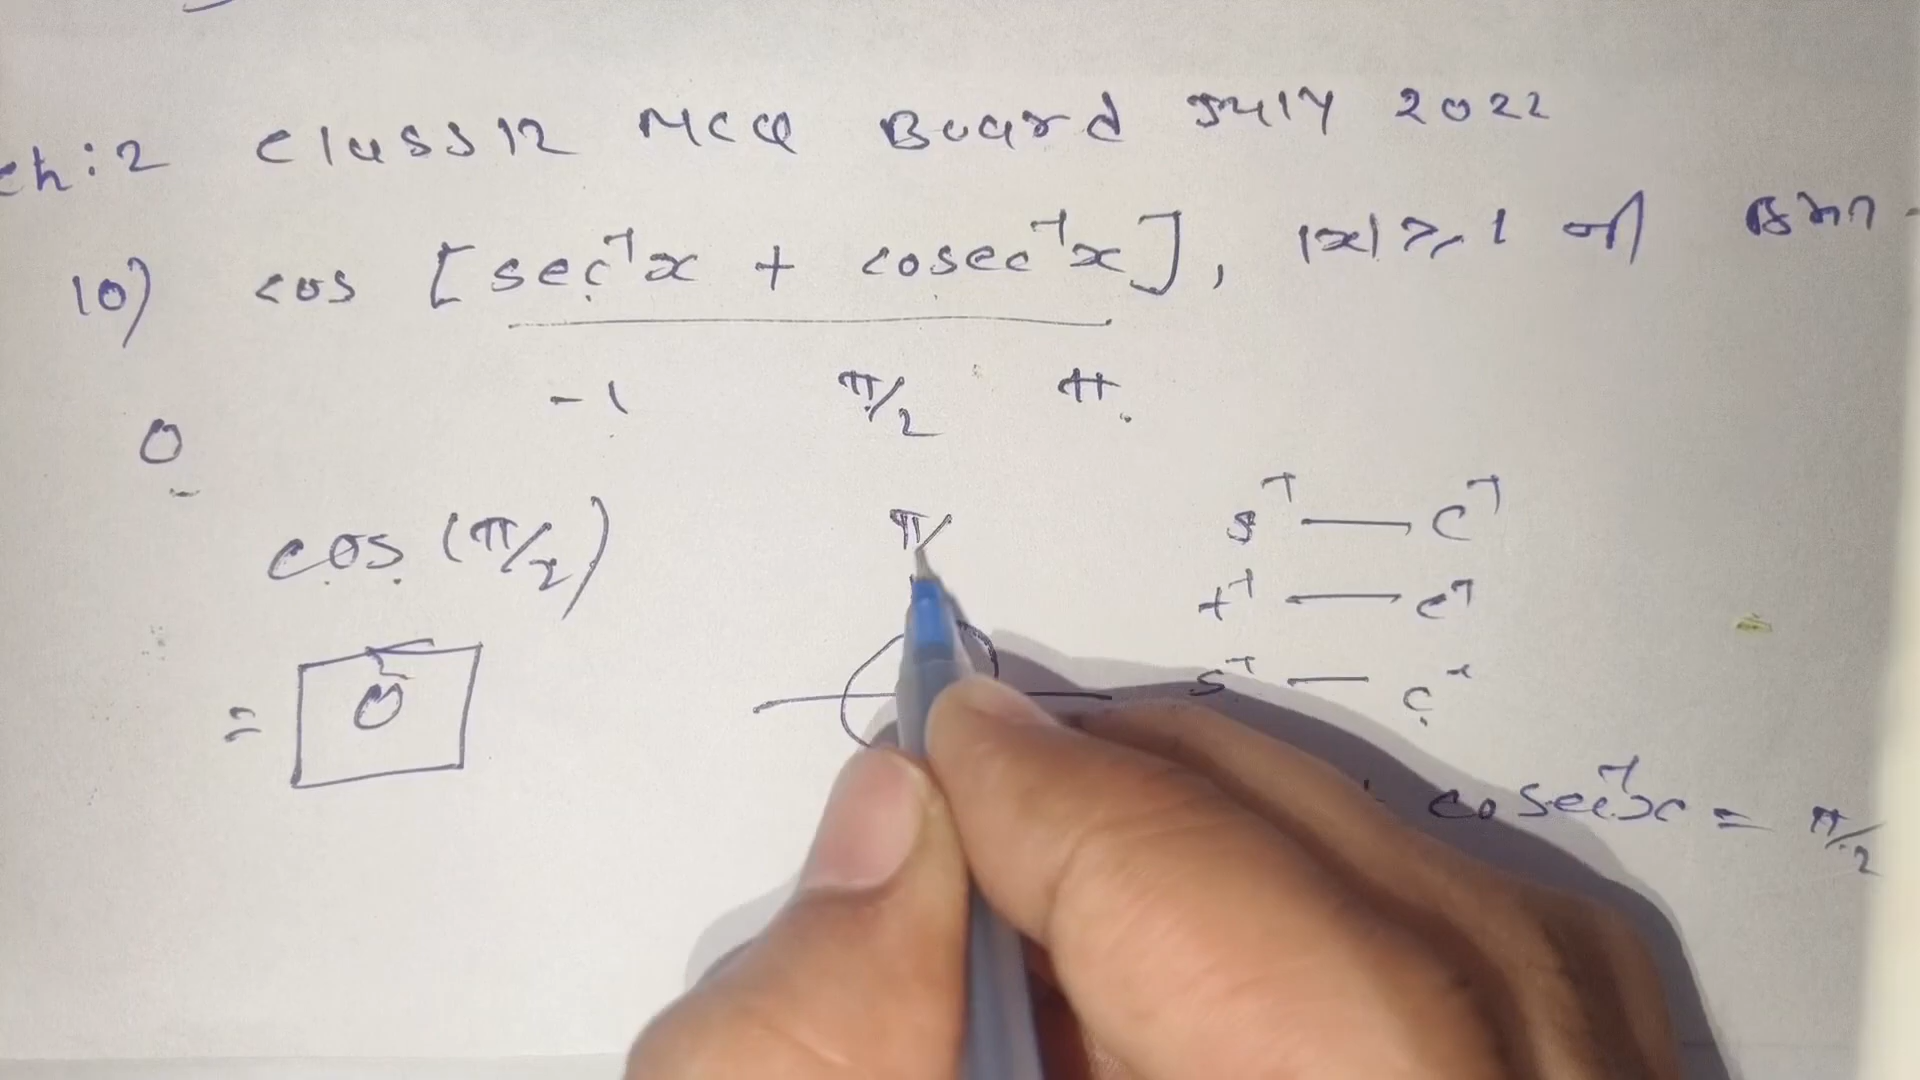 ch:2 Class 12 MCQ Board July 2022
10) cos [sec⁻¹x + cosec⁻¹x], |x| ≥ 1 ની કિંમત
0 -1 π/2 π.
cos (π/2)
= 0
π/
s⁻¹ — c⁻¹
t⁻¹ — c⁻¹
s⁻¹ — c⁻¹
cosec⁻¹x = π/2